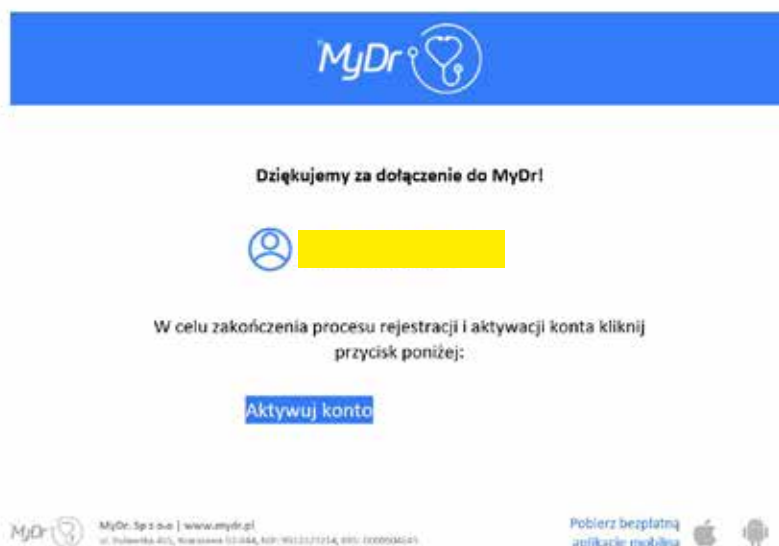 MyDr
Dziękujemy za dołączenie do MyDr!
W celu zakończenia procesu rejestracji i aktywacji konta kliknij
przycisk poniżej:
Aktywuj konto
MyDr
MyDr. Sp z o.o | www.mydr.pl
Pobierz bezpłatną
aplikację mobilną